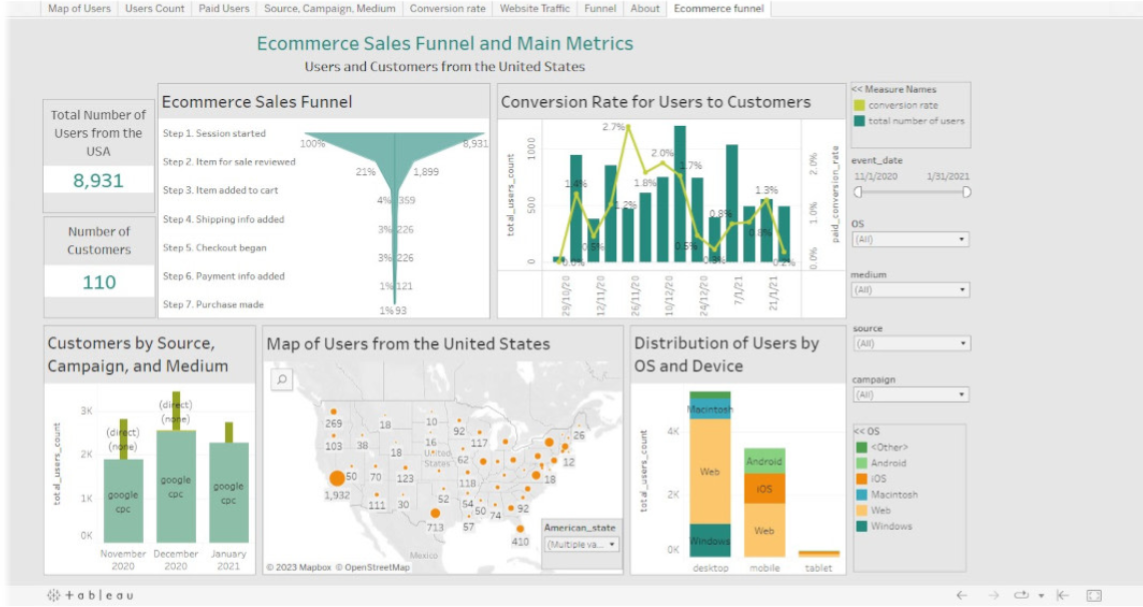 Map of Users Users Count Paid Users Source, Campaign, Medium Conversion rate Website Traffic Funnel About Ecommerce funnel
Ecommerce Sales Funnel and Main Metrics
Users and Customers from the United States
Total Number of
Users from the
USA
8,931
Number of
Customers
110
Ecommerce Sales Funnel
Step 1. Session started
100% 8,931
Step 2. Item for sale reviewed
21% 1,899
Step 3. Item added to cart
4% 359
Step 4. Shipping info added
3% 226
Step 5. Checkout began
3% 226
Step 6. Payment info added
1% 121
Step 7. Purchase made
1% 93
Conversion Rate for Users to Customers
total_users_count
1000
500
0
0.0%
1.4%
0.5%
1.2%
2.7%
1.8%
2.0%
1.7%
0.5%
0.3%
0.8%
0.8%
1.3%
0.2%
2.0%
1.0%
0.0%
paid_conversion_rate
29/10/20
12/11/20
26/11/20
10/12/20
24/12/20
7/1/21
21/1/21
<< Measure Names
conversion rate
total number of users
event_date
11/1/2020 1/31/2021
OS
(All)
medium
(All)
source
(All)
campaign
(All)
<< OS
<Other>
Android
iOS
Macintosh
Web
Windows
Customers by Source,
Campaign, and Medium
total_users_count
3K
2K
1K
0K
(direct)
(none)
google
cpc
(direct)
(none)
google
cpc
google
cpc
November
2020
December
2020
January
2021
Map of Users from the United States
269
18
10
92
26
103
38
16
117
18
United
States
62
12
50
70
123
118
18
1,932
52
54
50
74
92
111
30
713
57
410
Mexico
American_state
(Multiple va...
© 2023 Mapbox © OpenStreetMap
Distribution of Users by
OS and Device
total_users_count
4K
2K
0K
Macintosh
Web
Windows
Android
iOS
Web
desktop mobile tablet
+ a b l e a u